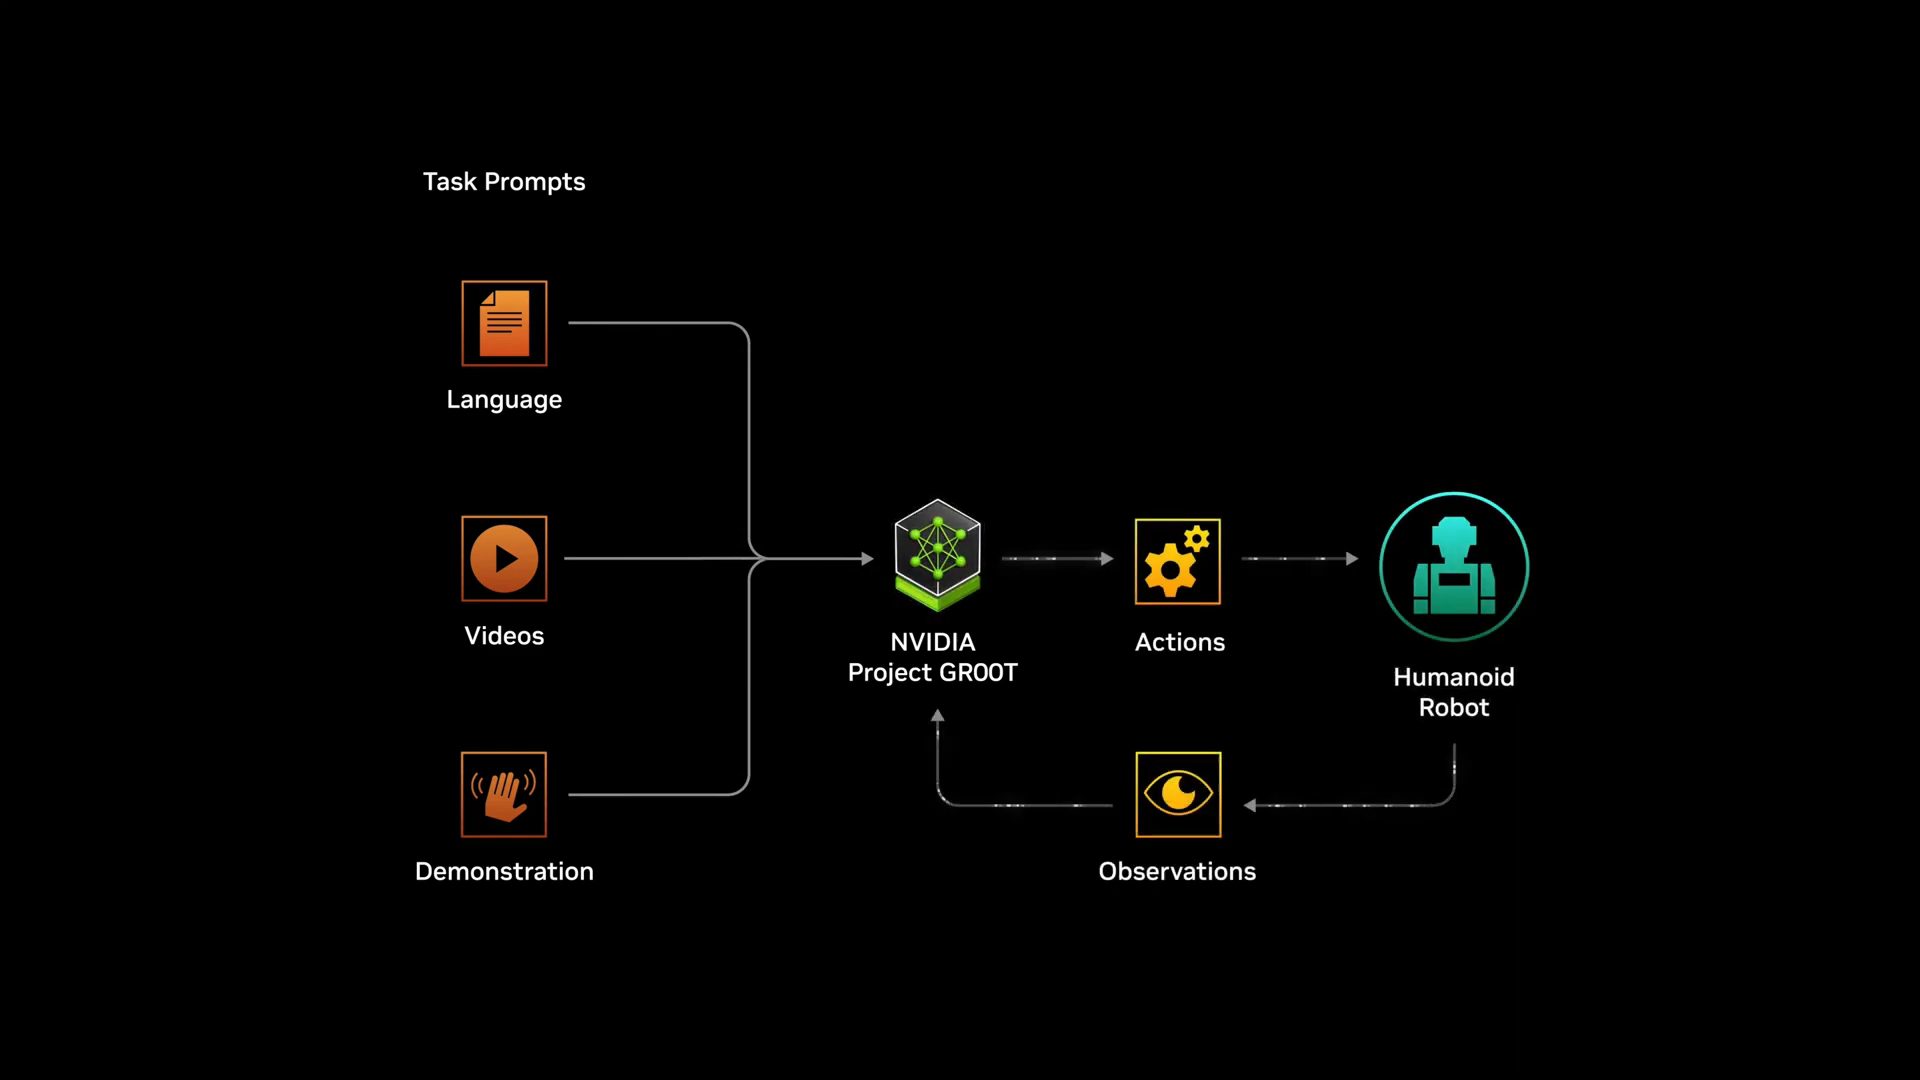 Task Prompts
Language
Videos
Demonstration
NVIDIA
Project GR00T
Actions
Humanoid
Robot
Observations